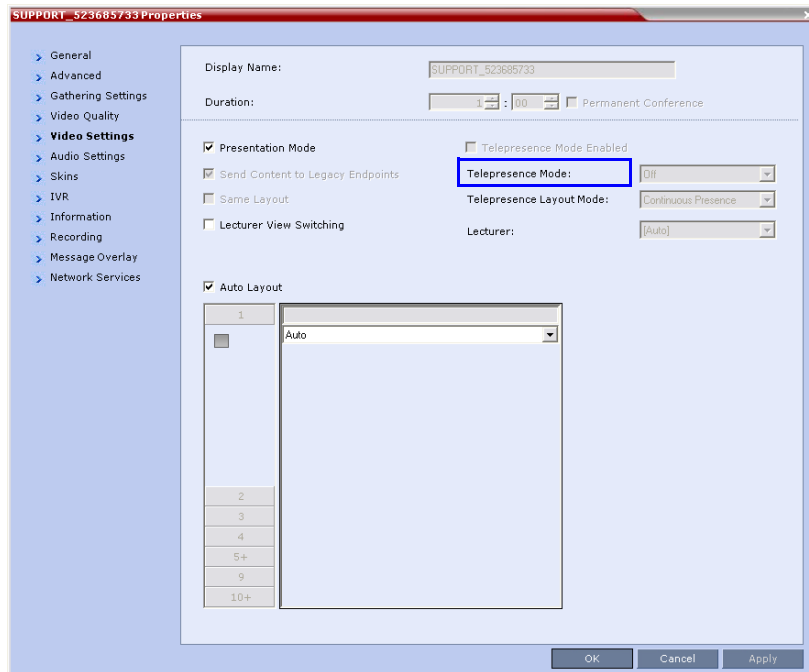 SUPPORT_523685733 Properties
General
Advanced
Gathering Settings
Video Quality
Video Settings
Audio Settings
Skins
IVR
Information
Recording
Message Overlay
Network Services
Display Name: SUPPORT_523685733
Duration: 1 : 00 Permanent Conference
Presentation Mode
Telepresence Mode Enabled
Send Content to Legacy Endpoints
Telepresence Mode: Off
Same Layout
Telepresence Layout Mode: Continuous Presence
Lecturer View Switching
Lecturer: [Auto]
Auto Layout
1
Auto
2
3
4
5+
9
10+
OK Cancel Apply